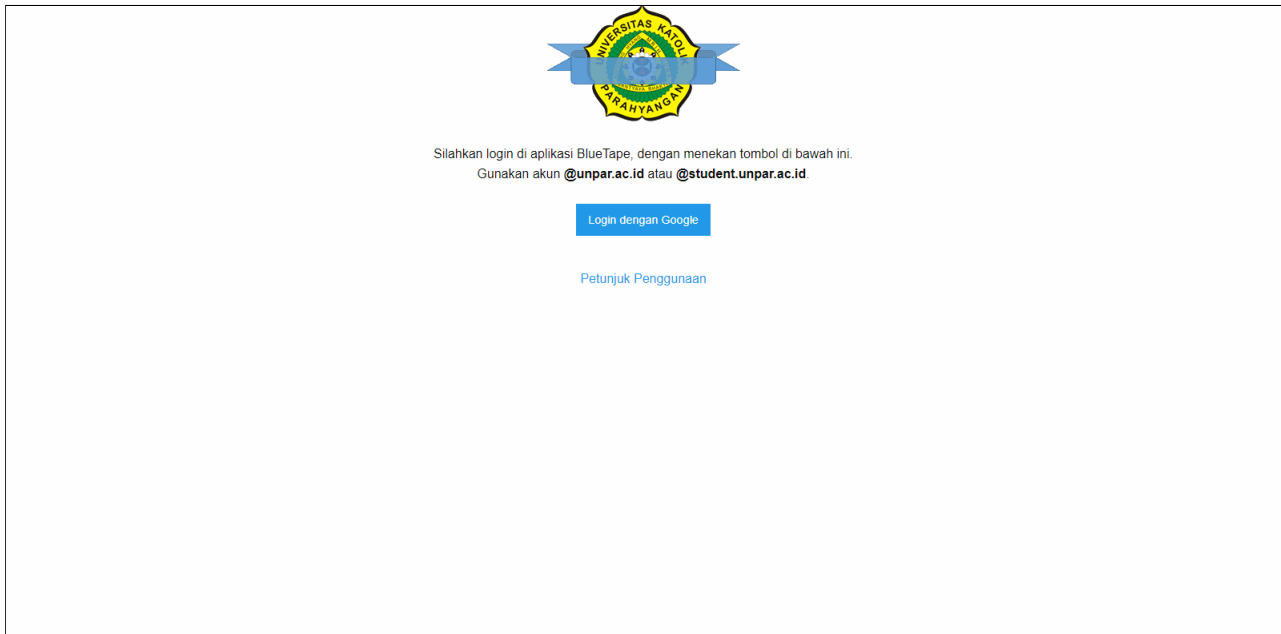 UNIVERSITAS KATOLIK
PARAHYANGAN
Silahkan login di aplikasi BlueTape, dengan menekan tombol di bawah ini.
Gunakan akun @unpar.ac.id atau @student.unpar.ac.id.
Login dengan Google
Petunjuk Penggunaan